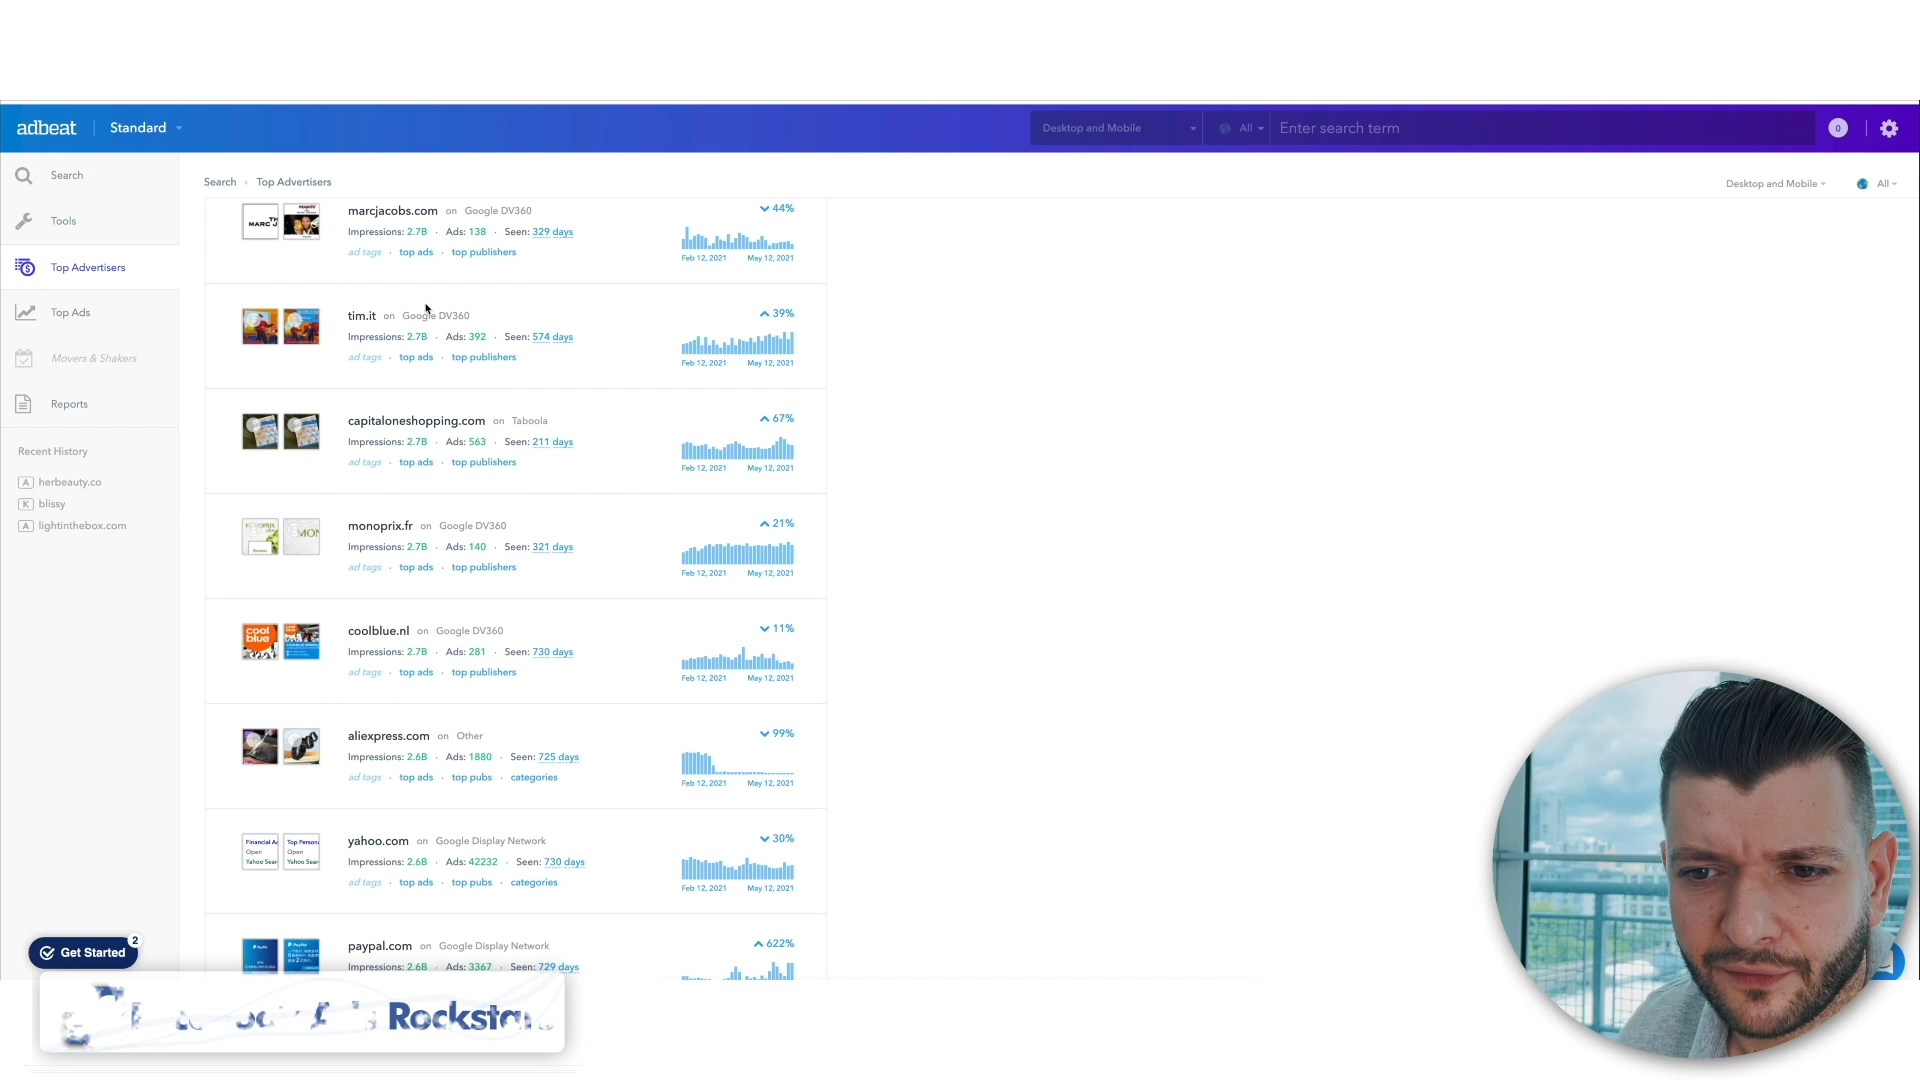 adbeat
Standard
Desktop and Mobile
All
Enter search term
0
Search
Tools
Top Advertisers
Top Ads
Movers & Shakers
Reports
Recent History
A herbeauty.co
K blissy
A lightinthebox.com
Search › Top Advertisers
Desktop and Mobile
All
marcjacobs.com on Google DV360
Impressions: 2.7B · Ads: 138 · Seen: 329 days
ad tags · top ads · top publishers
44%
Feb 12, 2021 May 12, 2021
tim.it on Google DV360
Impressions: 2.7B · Ads: 392 · Seen: 574 days
ad tags · top ads · top publishers
39%
Feb 12, 2021 May 12, 2021
capitaloneshopping.com on Taboola
Impressions: 2.7B · Ads: 563 · Seen: 211 days
ad tags · top ads · top publishers
67%
Feb 12, 2021 May 12, 2021
monoprix.fr on Google DV360
Impressions: 2.7B · Ads: 140 · Seen: 321 days
ad tags · top ads · top publishers
21%
Feb 12, 2021 May 12, 2021
cool
blue
coolblue.nl on Google DV360
Impressions: 2.7B · Ads: 281 · Seen: 730 days
ad tags · top ads · top publishers
11%
Feb 12, 2021 May 12, 2021
aliexpress.com on Other
Impressions: 2.6B · Ads: 1880 · Seen: 725 days
ad tags · top ads · top pubs · categories
99%
Feb 12, 2021 May 12, 2021
yahoo.com on Google Display Network
Impressions: 2.6B · Ads: 42232 · Seen: 730 days
ad tags · top ads · top pubs · categories
30%
Feb 12, 2021 May 12, 2021
paypal.com on Google Display Network
Impressions: 2.6B · Ads: 3367 · Seen: 729 days
622%
Get Started
2